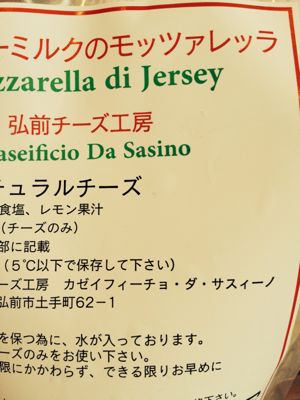 ーミルクのモッツァレッラ
zzarella di Jersey
弘前チーズ工房
aseificio Da Sasino
チュラルチーズ
食塩、レモン果汁
(チーズのみ)
部に記載
(5℃以下で保存して下さい)
ーズ工房 カゼイフィーチョ・ダ・サスィーノ
弘前市土手町62−1
を保つ為に、水が入っております。
ーズのみをお使い下さい。
限にかかわらず、できる限りお早めに
下さい。